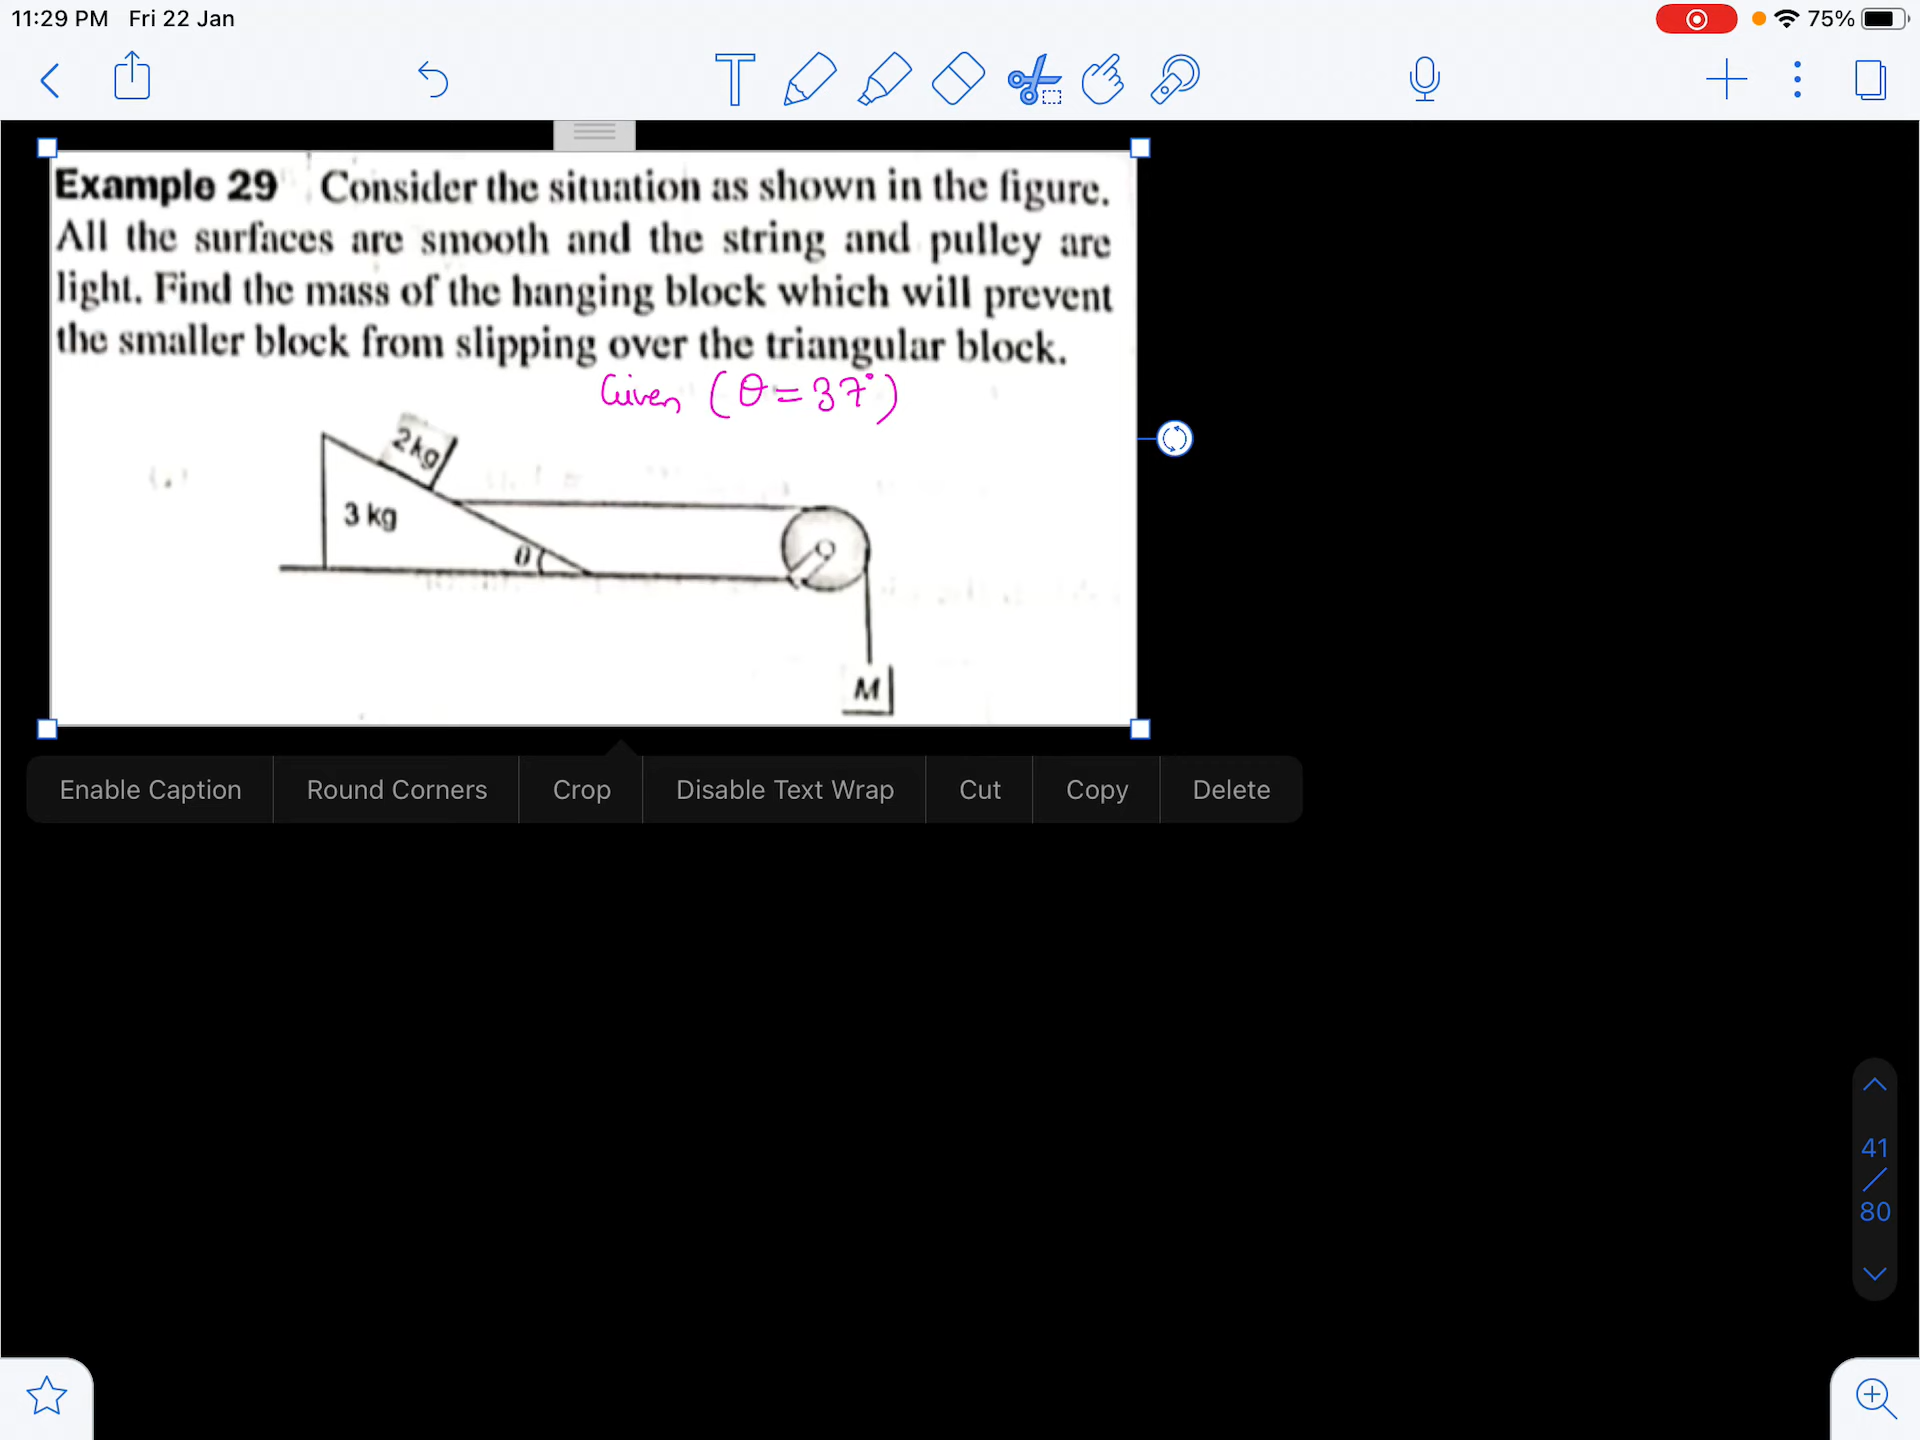 11:29 PM Fri 22 Jan
75%
Example 29 Consider the situation as shown in the figure.
All the surfaces are smooth and the string and pulley are
light. Find the mass of the hanging block which will prevent
the smaller block from slipping over the triangular block.
Given (θ = 37°)
2 kg
3 kg
θ
M
Enable Caption Round Corners Crop Disable Text Wrap Cut Copy Delete
41
/
80